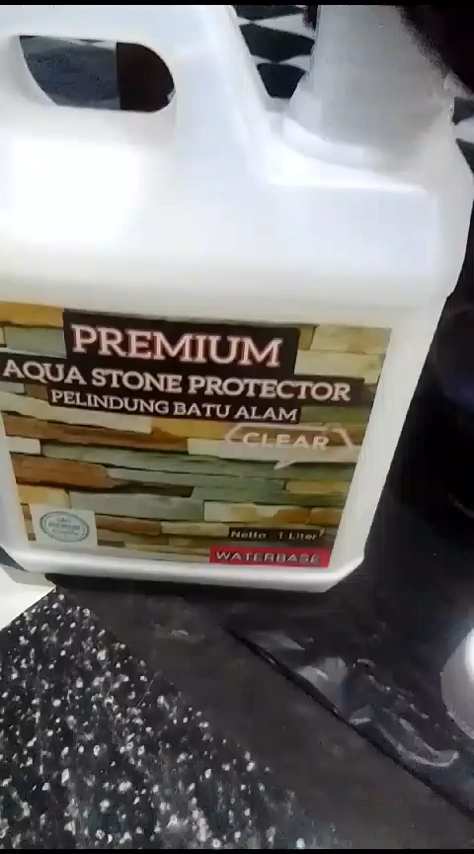 PREMIUM
AQUA STONE PROTECTOR
PELINDUNG BATU ALAM
CLEAR
Netto 1 Liter
WATERBASE